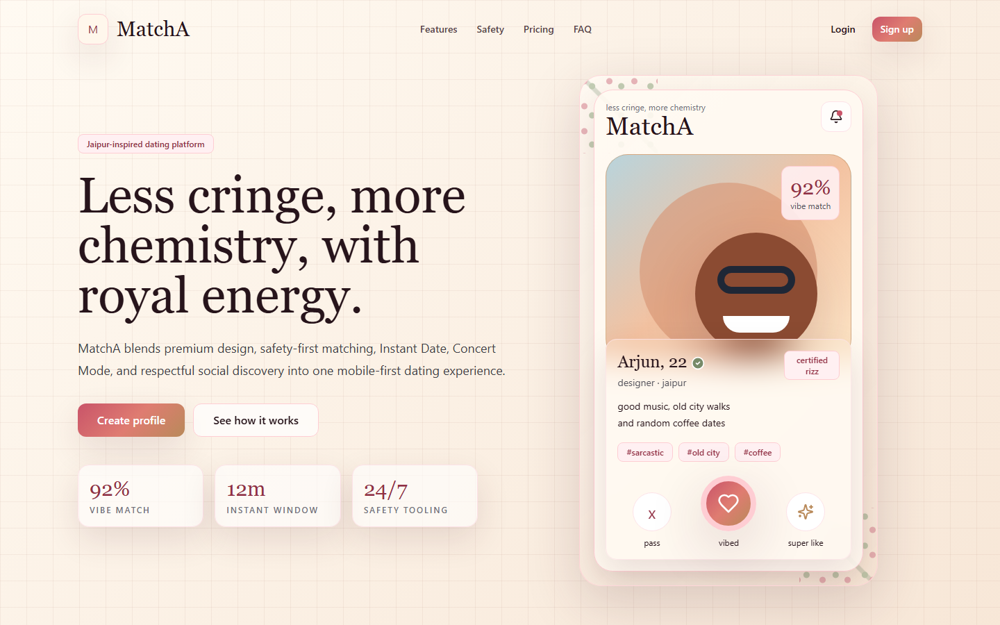 M
MatchA
Features
Safety
Pricing
FAQ
Login
Sign up
Jaipur-inspired dating platform
Less cringe, more
chemistry, with
royal energy.
MatchA blends premium design, safety-first matching, Instant Date, Concert
Mode, and respectful social discovery into one mobile-first dating experience.
Create profile
See how it works
92%
VIBE MATCH
12m
INSTANT WINDOW
24/7
SAFETY TOOLING
less cringe, more chemistry
MatchA
92%
vibe match
Arjun, 22
certified
rizz
designer · jaipur
good music, old city walks
and random coffee dates
#sarcastic
#old city
#coffee
x
pass
vibed
super like